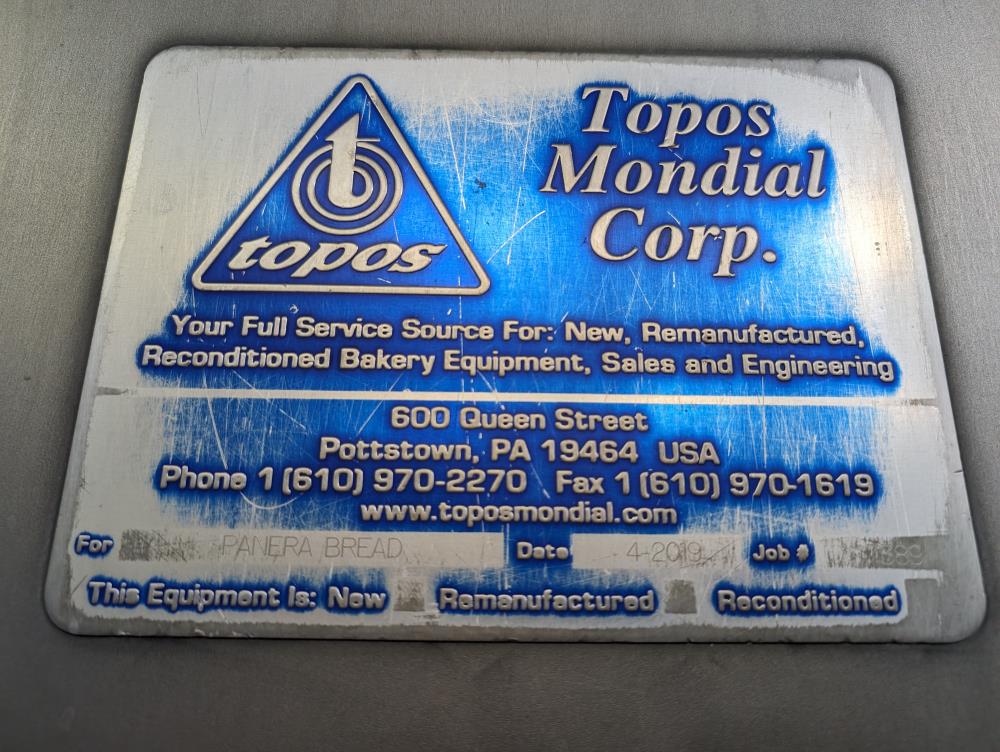 t
topos
Topos
Mondial
Corp.
Your Full Service Source For: New, Remanufactured,
Reconditioned Bakery Equipment, Sales and Engineering
600 Queen Street
Pottstown, PA 19464 USA
Phone 1 (610) 970-2270 Fax 1 (610) 970-1619
www.toposmondial.com
For PANERA BREAD Date 4-2019 Job #
This Equipment Is: New Remanufactured Reconditioned